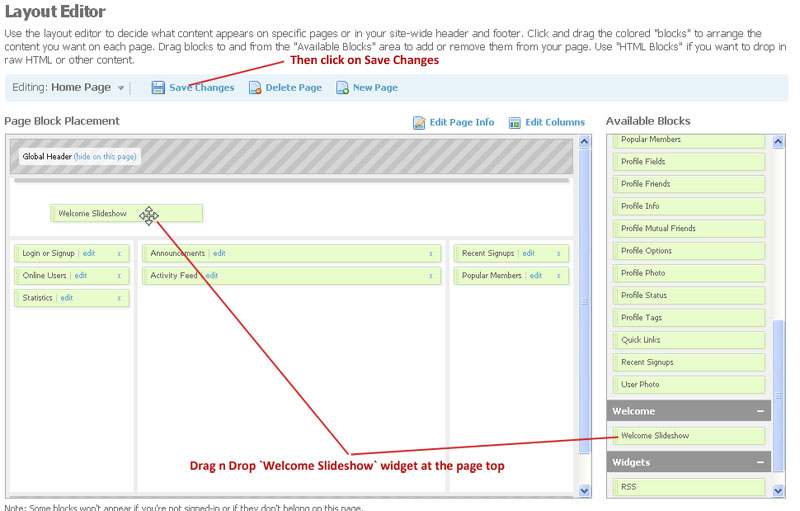 Layout Editor
Use the layout editor to decide what content appears on specific pages or in your site-wide header and footer. Click and drag the colored "blocks" to arrange the
content you want on each page. Drag blocks to and from the "Available Blocks" area to add or remove them from your page. Use "HTML Blocks" if you want to drop in
raw HTML or other content.
Then click on Save Changes
Editing: Home Page
Save Changes
Delete Page
New Page
Page Block Placement
Edit Page Info
Edit Columns
Global Header (hide on this page)
Welcome Slideshow
Login or Signup | edit x
Online Users | edit x
Statistics | edit x
Announcements | edit x
Activity Feed | edit x
Recent Signups | edit x
Popular Members | edit x
Drag n Drop `Welcome Slideshow` widget at the page top
Available Blocks
Popular Members
Profile Fields
Profile Friends
Profile Info
Profile Mutual Friends
Profile Options
Profile Photo
Profile Status
Profile Tags
Quick Links
Recent Signups
User Photo
Welcome
Welcome Slideshow
Widgets
RSS
Note: Some blocks won't appear if you're not signed-in or if they don't belong on this page.